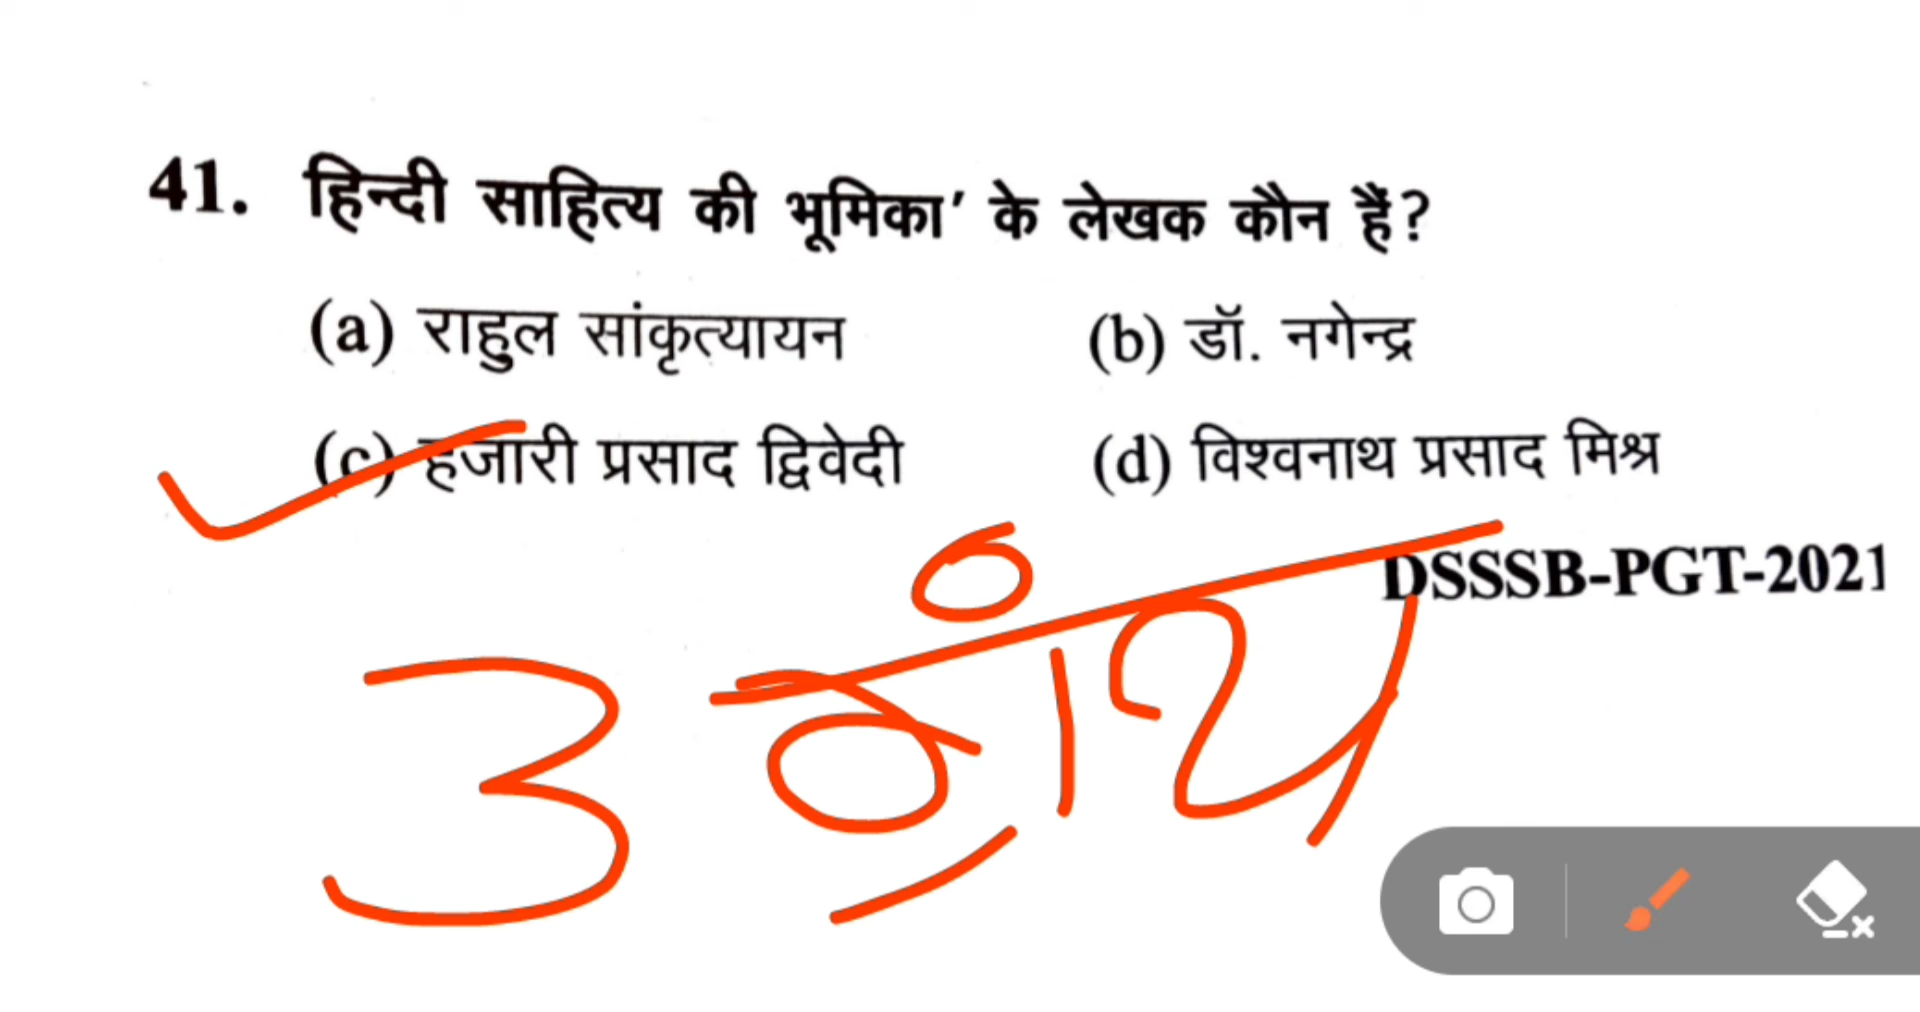 41. हिन्दी साहित्य की भूमिका' के लेखक कौन हैं?
(a) राहुल सांकृत्यायन (b) डॉ. नगेन्द्र
(c) हजारी प्रसाद द्विवेदी (d) विश्वनाथ प्रसाद मिश्र
DSSSB-PGT-2021
3 ग्रंथ